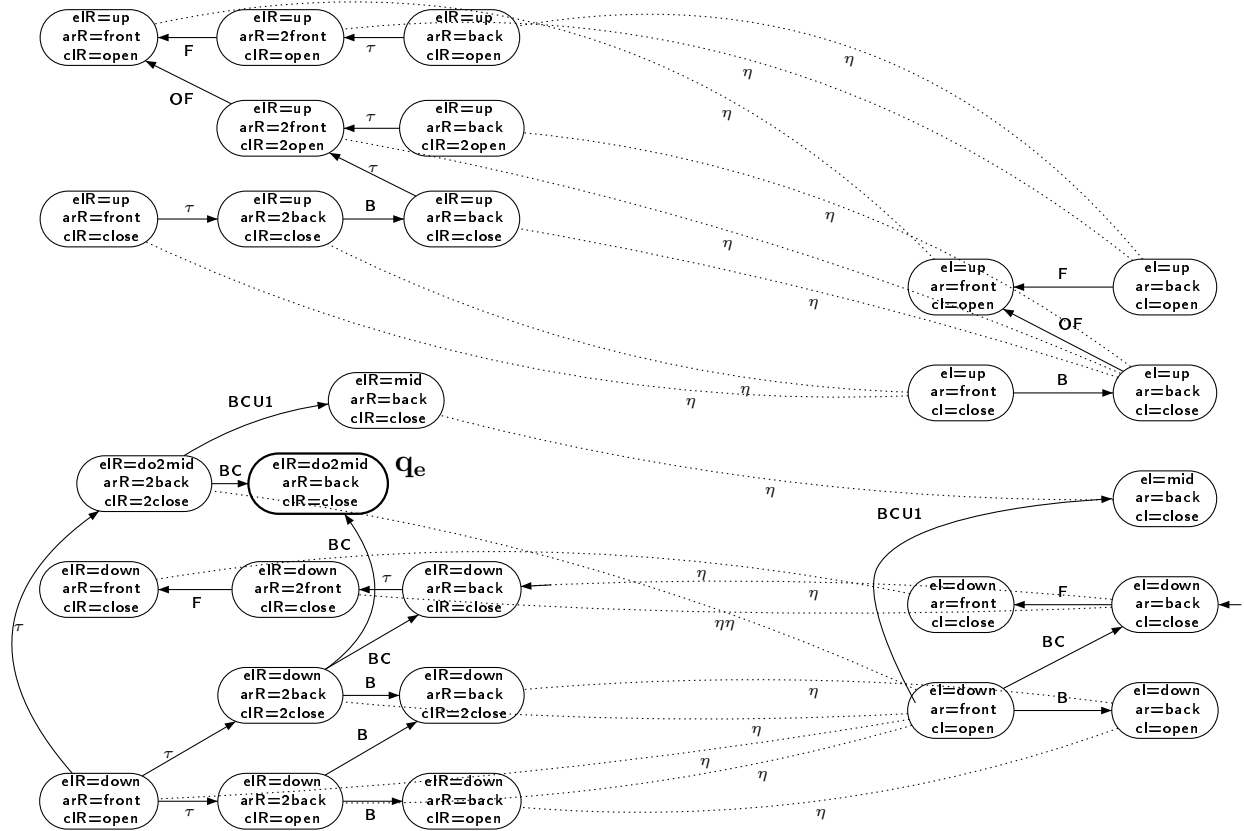 elR=up
arR=front
clR=open
F
elR=up
arR=2front
clR=open
τ
elR=up
arR=back
clR=open
η
η
η
OF
elR=up
arR=2front
clR=2open
τ
elR=up
arR=back
clR=2open
τ
elR=up
arR=front
clR=close
τ
elR=up
arR=2back
clR=close
B
elR=up
arR=back
clR=close
η
η
η
el=up
ar=front
cl=open
F
el=up
ar=back
cl=open
OF
el=up
ar=front
cl=close
B
el=up
ar=back
cl=close
η
η
BCU1
elR=mid
arR=back
clR=close
elR=do2mid
arR=2back
clR=2close
BC
elR=do2mid
arR=back
clR=close
qe
η
BCU1
el=mid
ar=back
cl=close
BC
elR=down
arR=front
clR=close
F
elR=down
arR=2front
clR=close
τ
elR=down
arR=back
clR=close
η
η
ηη
el=down
ar=front
cl=close
F
el=down
ar=back
cl=close
BC
τ
BC
elR=down
arR=2back
clR=2close
B
elR=down
arR=back
clR=2close
η
η
el=down
ar=front
cl=open
B
el=down
ar=back
cl=open
τ
B
η
η
elR=down
arR=front
clR=open
τ
elR=down
arR=2back
clR=open
B
elR=down
arR=back
clR=open
η